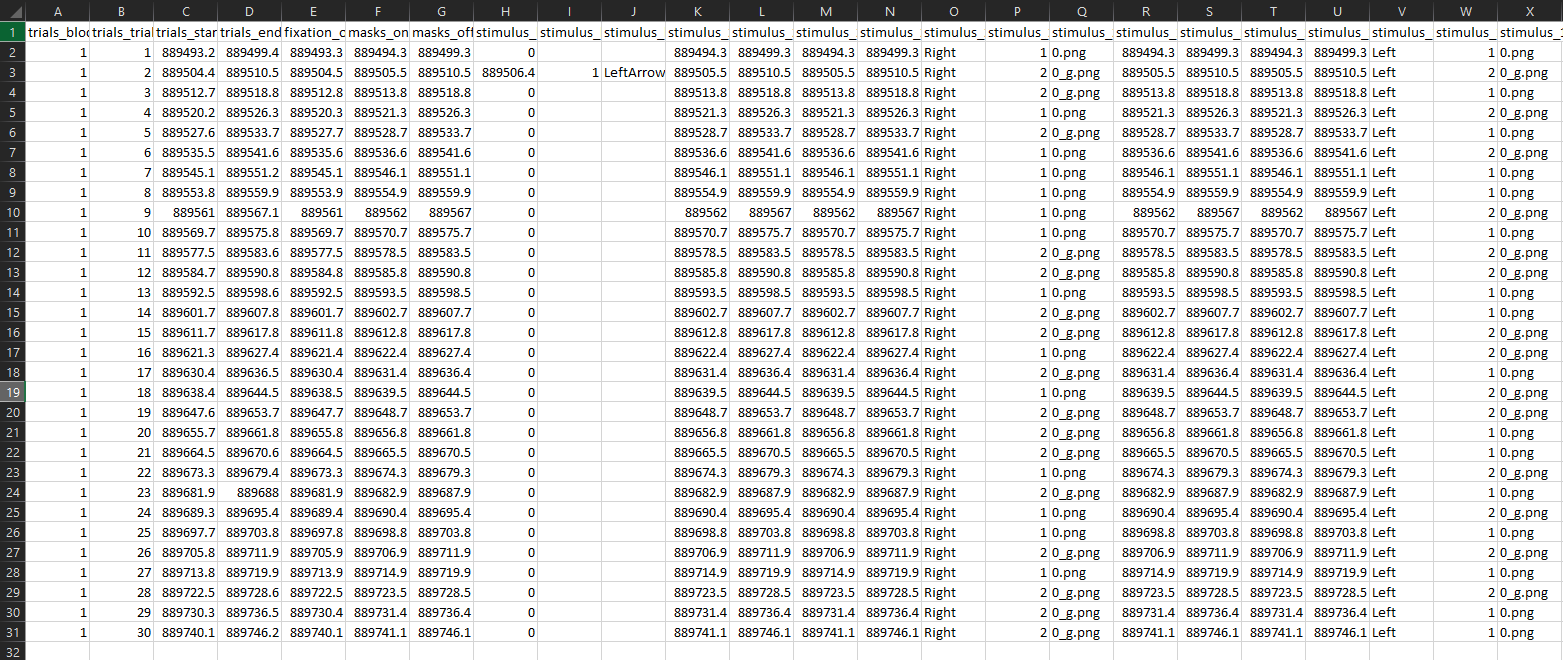 A B C D E F G H I J K L M N O P Q R S T U V W X
1 trials_bloc trials_trial trials_star trials_end fixation_o masks_on masks_off stimulus_ stimulus_ stimulus_ stimulus_ stimulus_ stimulus_ stimulus_ stimulus_ stimulus_ stimulus_ stimulus_ stimulus_ stimulus_ stimulus_ stimulus_ stimulus_ stimulus_1
2 1 1 889493.2 889499.4 889493.3 889494.3 889499.3 0 889494.3 889499.3 889494.3 889499.3 Right 1 0.png 889494.3 889499.3 889494.3 889499.3 Left 1 0.png
3 1 2 889504.4 889510.5 889504.5 889505.5 889510.5 889506.4 1 LeftArrow 889505.5 889510.5 889505.5 889510.5 Right 2 0_g.png 889505.5 889510.5 889505.5 889510.5 Left 2 0_g.png
4 1 3 889512.7 889518.8 889512.8 889513.8 889518.8 0 889513.8 889518.8 889513.8 889518.8 Right 2 0_g.png 889513.8 889518.8 889513.8 889518.8 Left 1 0.png
5 1 4 889520.2 889526.3 889520.3 889521.3 889526.3 0 889521.3 889526.3 889521.3 889526.3 Right 1 0.png 889521.3 889526.3 889521.3 889526.3 Left 2 0_g.png
6 1 5 889527.6 889533.7 889527.7 889528.7 889533.7 0 889528.7 889533.7 889528.7 889533.7 Right 2 0_g.png 889528.7 889533.7 889528.7 889533.7 Left 1 0.png
7 1 6 889535.5 889541.6 889535.6 889536.6 889541.6 0 889536.6 889541.6 889536.6 889541.6 Right 1 0.png 889536.6 889541.6 889536.6 889541.6 Left 2 0_g.png
8 1 7 889545.1 889551.2 889545.1 889546.1 889551.1 0 889546.1 889551.1 889546.1 889551.1 Right 1 0.png 889546.1 889551.1 889546.1 889551.1 Left 1 0.png
9 1 8 889553.8 889559.9 889553.9 889554.9 889559.9 0 889554.9 889559.9 889554.9 889559.9 Right 1 0.png 889554.9 889559.9 889554.9 889559.9 Left 1 0.png
10 1 9 889561 889567.1 889561 889562 889567 0 889562 889567 889562 889567 Right 1 0.png 889562 889567 889562 889567 Left 2 0_g.png
11 1 10 889569.7 889575.8 889569.7 889570.7 889575.7 0 889570.7 889575.7 889570.7 889575.7 Right 1 0.png 889570.7 889575.7 889570.7 889575.7 Left 1 0.png
12 1 11 889577.5 889583.6 889577.5 889578.5 889583.5 0 889578.5 889583.5 889578.5 889583.5 Right 2 0_g.png 889578.5 889583.5 889578.5 889583.5 Left 2 0_g.png
13 1 12 889584.7 889590.8 889584.8 889585.8 889590.8 0 889585.8 889590.8 889585.8 889590.8 Right 2 0_g.png 889585.8 889590.8 889585.8 889590.8 Left 2 0_g.png
14 1 13 889592.5 889598.6 889592.5 889593.5 889598.5 0 889593.5 889598.5 889593.5 889598.5 Right 1 0.png 889593.5 889598.5 889593.5 889598.5 Left 1 0.png
15 1 14 889601.7 889607.8 889601.7 889602.7 889607.7 0 889602.7 889607.7 889602.7 889607.7 Right 2 0_g.png 889602.7 889607.7 889602.7 889607.7 Left 1 0.png
16 1 15 889611.7 889617.8 889611.8 889612.8 889617.8 0 889612.8 889617.8 889612.8 889617.8 Right 2 0_g.png 889612.8 889617.8 889612.8 889617.8 Left 2 0_g.png
17 1 16 889621.3 889627.4 889621.4 889622.4 889627.4 0 889622.4 889627.4 889622.4 889627.4 Right 1 0.png 889622.4 889627.4 889622.4 889627.4 Left 2 0_g.png
18 1 17 889630.4 889636.5 889630.4 889631.4 889636.4 0 889631.4 889636.4 889631.4 889636.4 Right 2 0_g.png 889631.4 889636.4 889631.4 889636.4 Left 1 0.png
19 1 18 889638.4 889644.5 889638.5 889639.5 889644.5 0 889639.5 889644.5 889639.5 889644.5 Right 1 0.png 889639.5 889644.5 889639.5 889644.5 Left 2 0_g.png
20 1 19 889647.6 889653.7 889647.7 889648.7 889653.7 0 889648.7 889653.7 889648.7 889653.7 Right 2 0_g.png 889648.7 889653.7 889648.7 889653.7 Left 2 0_g.png
21 1 20 889655.7 889661.8 889655.8 889656.8 889661.8 0 889656.8 889661.8 889656.8 889661.8 Right 2 0_g.png 889656.8 889661.8 889656.8 889661.8 Left 1 0.png
22 1 21 889664.5 889670.6 889664.5 889665.5 889670.5 0 889665.5 889670.5 889665.5 889670.5 Right 2 0_g.png 889665.5 889670.5 889665.5 889670.5 Left 1 0.png
23 1 22 889673.3 889679.4 889673.3 889674.3 889679.3 0 889674.3 889679.3 889674.3 889679.3 Right 1 0.png 889674.3 889679.3 889674.3 889679.3 Left 2 0_g.png
24 1 23 889681.9 889688 889681.9 889682.9 889687.9 0 889682.9 889687.9 889682.9 889687.9 Right 2 0_g.png 889682.9 889687.9 889682.9 889687.9 Left 1 0.png
25 1 24 889689.3 889695.4 889689.4 889690.4 889695.4 0 889690.4 889695.4 889690.4 889695.4 Right 1 0.png 889690.4 889695.4 889690.4 889695.4 Left 2 0_g.png
26 1 25 889697.7 889703.8 889697.8 889698.8 889703.8 0 889698.8 889703.8 889698.8 889703.8 Right 1 0.png 889698.8 889703.8 889698.8 889703.8 Left 1 0.png
27 1 26 889705.8 889711.9 889705.9 889706.9 889711.9 0 889706.9 889711.9 889706.9 889711.9 Right 2 0_g.png 889706.9 889711.9 889706.9 889711.9 Left 2 0_g.png
28 1 27 889713.8 889719.9 889713.9 889714.9 889719.9 0 889714.9 889719.9 889714.9 889719.9 Right 1 0.png 889714.9 889719.9 889714.9 889719.9 Left 1 0.png
29 1 28 889722.5 889728.6 889722.5 889723.5 889728.5 0 889723.5 889728.5 889723.5 889728.5 Right 2 0_g.png 889723.5 889728.5 889723.5 889728.5 Left 2 0_g.png
30 1 29 889730.3 889736.5 889730.4 889731.4 889736.4 0 889731.4 889736.4 889731.4 889736.4 Right 2 0_g.png 889731.4 889736.4 889731.4 889736.4 Left 1 0.png
31 1 30 889740.1 889746.2 889740.1 889741.1 889746.1 0 889741.1 889746.1 889741.1 889746.1 Right 2 0_g.png 889741.1 889746.1 889741.1 889746.1 Left 1 0.png
32